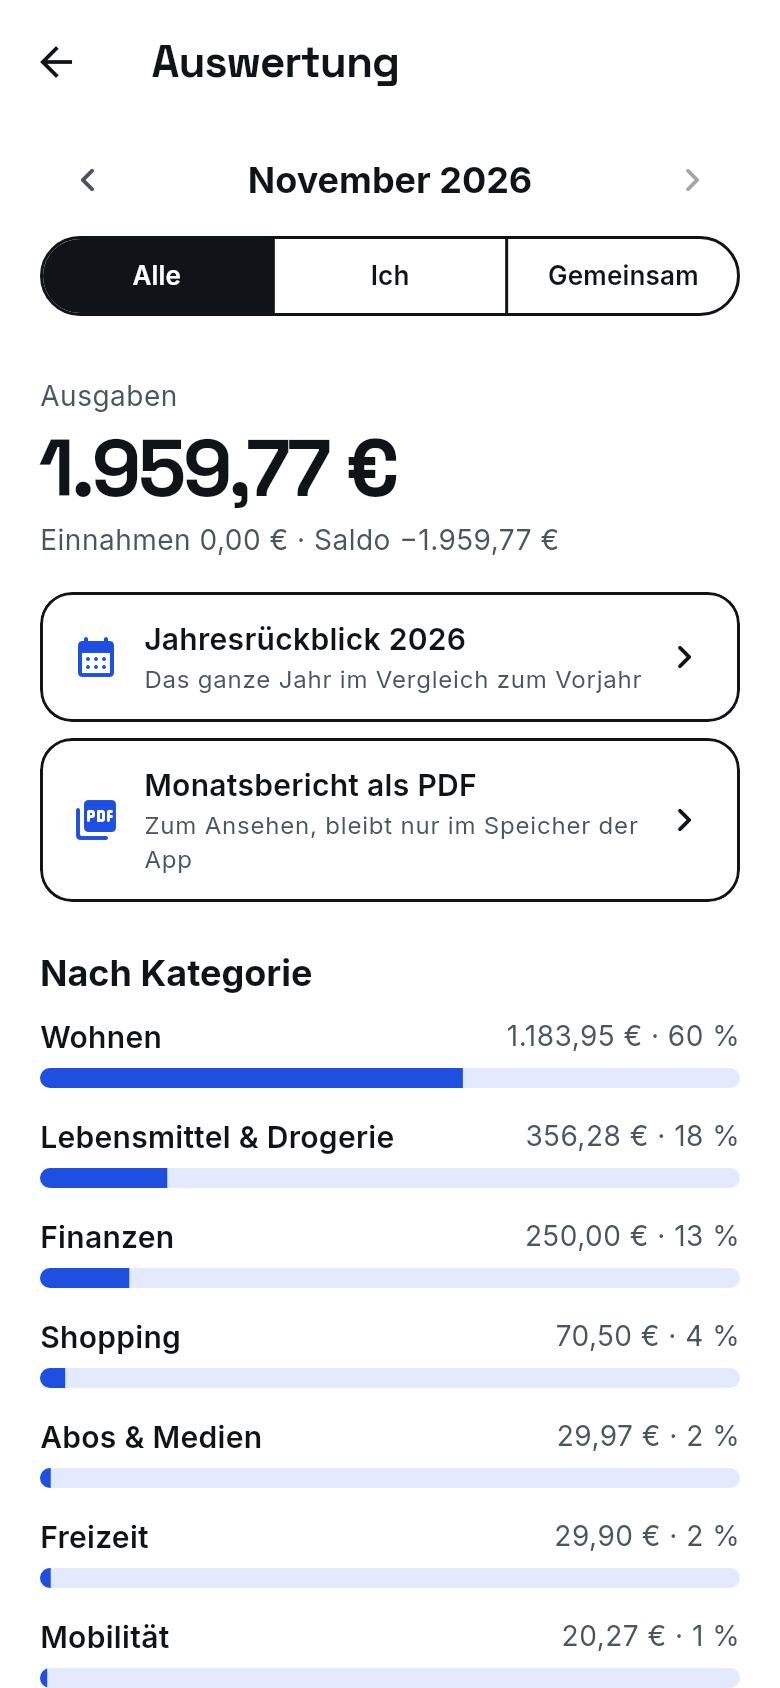 Auswertung
November 2026
Alle Ich Gemeinsam
Ausgaben
1.959,77 €
Einnahmen 0,00 € · Saldo −1.959,77 €
Jahresrückblick 2026
Das ganze Jahr im Vergleich zum Vorjahr
Monatsbericht als PDF
PDF
Zum Ansehen, bleibt nur im Speicher der
App
Nach Kategorie
Wohnen 1.183,95 € · 60 %
Lebensmittel & Drogerie 356,28 € · 18 %
Finanzen 250,00 € · 13 %
Shopping 70,50 € · 4 %
Abos & Medien 29,97 € · 2 %
Freizeit 29,90 € · 2 %
Mobilität 20,27 € · 1 %